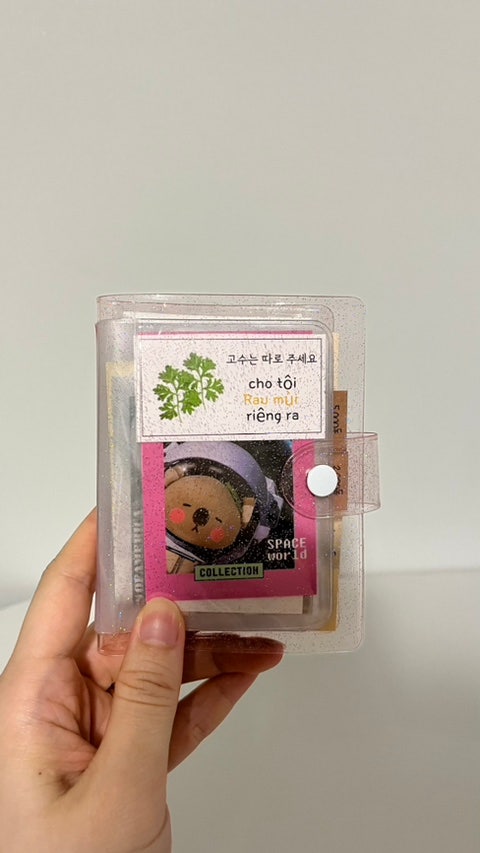 고수는 따로 주세요
cho tôi
Rau mùi
riêng ra
SPACE
world
COLLECTION